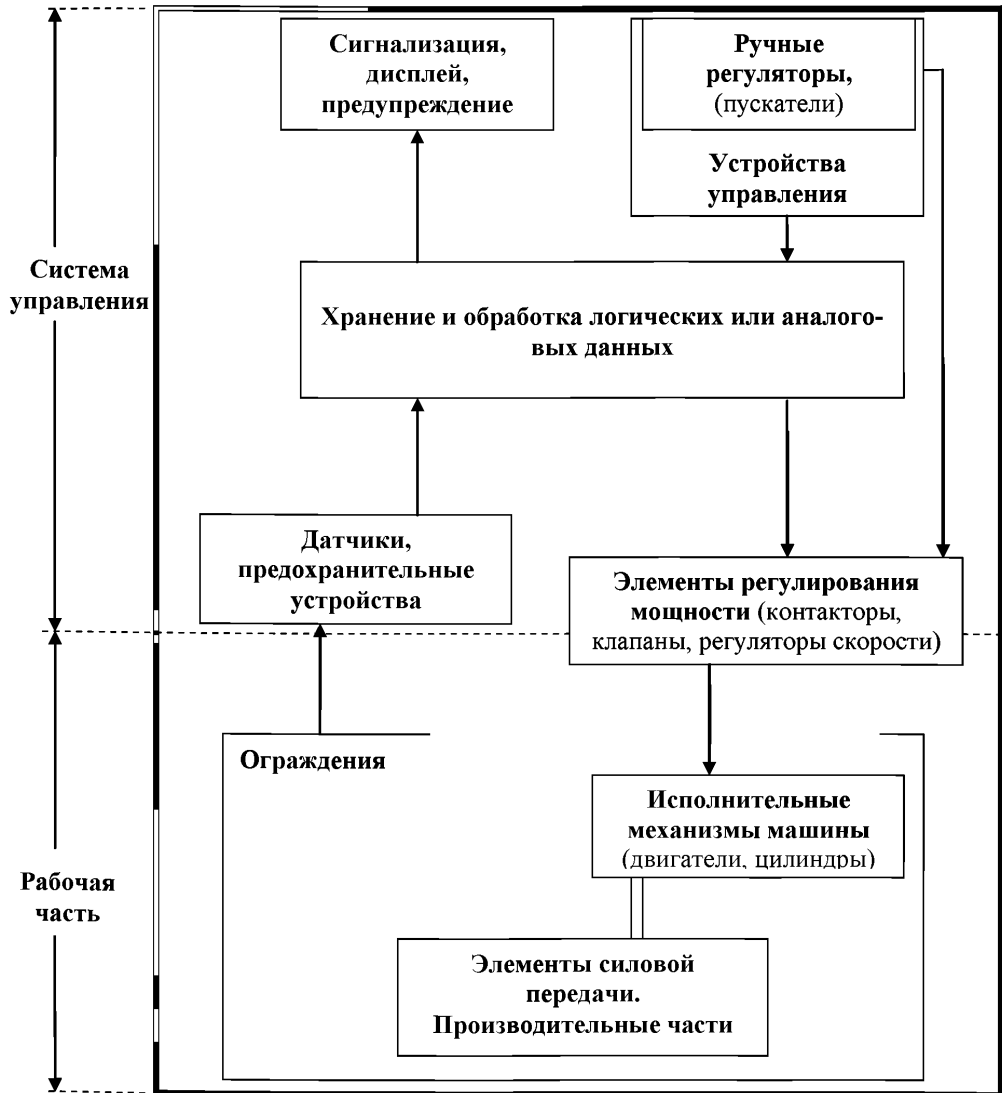 Сигнализация,
дисплей,
предупреждение
Ручные
регуляторы,
(пускатели)
Устройства
управления
Система
управления
Хранение и обработка логических или аналого-
вых данных
Датчики,
предохранительные
устройства
Элементы регулирования
мощности (контакторы,
клапаны, регуляторы скорости)
Ограждения
Исполнительные
механизмы машины
(двигатели, цилиндры)
Рабочая
часть
Элементы силовой
передачи.
Производительные части